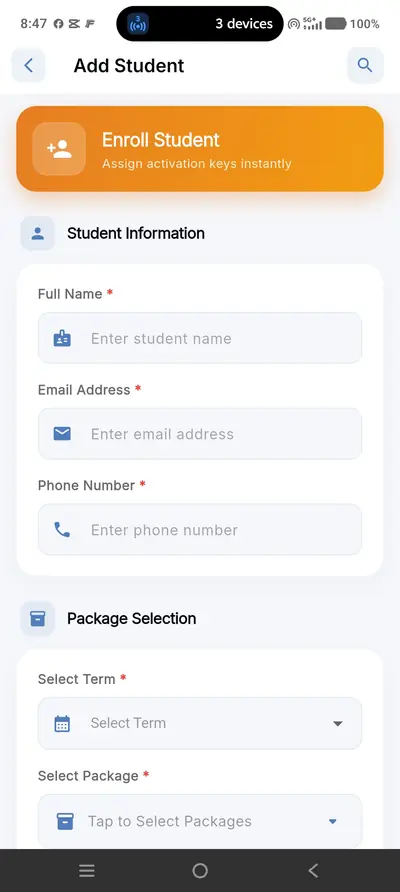 8:47
3
3 devices
5G+
100%
Add Student
Enroll Student
Assign activation keys instantly
Student Information
Full Name *
Enter student name
Email Address *
Enter email address
Phone Number *
Enter phone number
Package Selection
Select Term *
Select Term
Select Package *
Tap to Select Packages